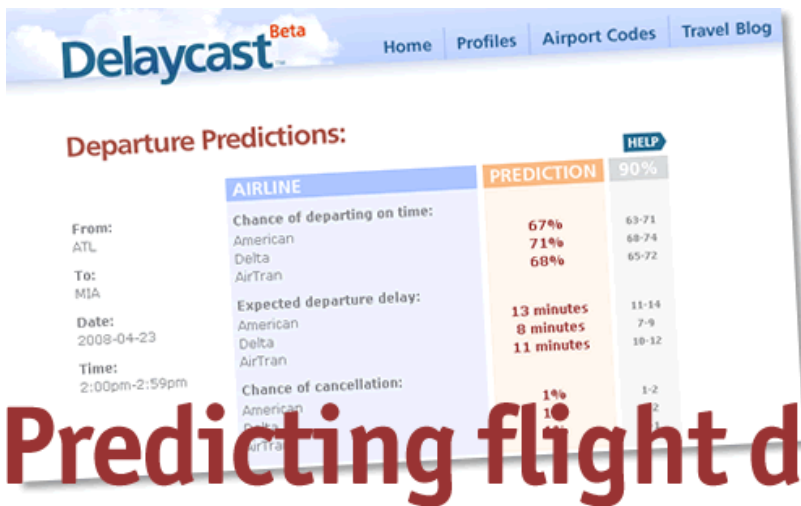 Delaycast Beta ™
Home Profiles Airport Codes Travel Blog
Departure Predictions:
HELP
AIRLINE PREDICTION 90%
From:
ATL
To:
MIA
Date:
2008-04-23
Time:
2:00pm-2:59pm
Chance of departing on time:
American 67% 63-71
Delta 71% 68-74
AirTran 68% 65-72
Expected departure delay:
American 13 minutes 11-14
Delta 8 minutes 7-9
AirTran 11 minutes 10-12
Chance of cancellation:
American 1% 1-2
Delta
AirTran
Predicting flight d